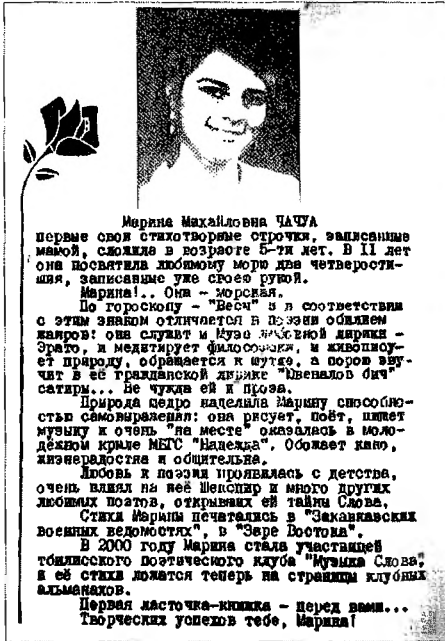 Марина Михайловна ЧАЧУА
первые свои стихотворные строчки, записанные
мамой, сложила в возрасте 5-ти лет. В II лет
она посвятила любимому морю два четверости-
шия, записанные уже своею рукой.
Марина!.. Она - морская.
По гороскопу - "Весы" и в соответствии
с этим знаком отличается в поэзии обилием
жанров: она служит и Музе любовной лирики -
Эрато, и медитирует философски, и живопису-
ет природу, обращается к шутке, а порою зву-
чит в её гражданской лирике "Ювеналов бич"
сатиры... Не чужда ей и проза.
Природа щедро наделила Марину способно-
стью самовыражения: она рисует, поёт, пишет
музыку и очень "на месте" оказалась в моло-
дёжном крыле МБГС "Надежда". Обожает кино,
жизнерадостна и общительна.
Любовь к поэзии проявилась с детства,
очень влиял на неё Шекспир и много других
любимых поэтов, открывших ей тайны Слова.
Стихи Марины печатались в "Закавказских
военных ведомостях", в "Заре Востока".
В 2000 году Марина стала участницей
тбилисского поэтического клуба "Музыка Слова",
а её стихи ложатся теперь на страницы клубных
альманахов.
Первая ласточка-книжка - перед вами...
Творческих успехов тебе, Марина!